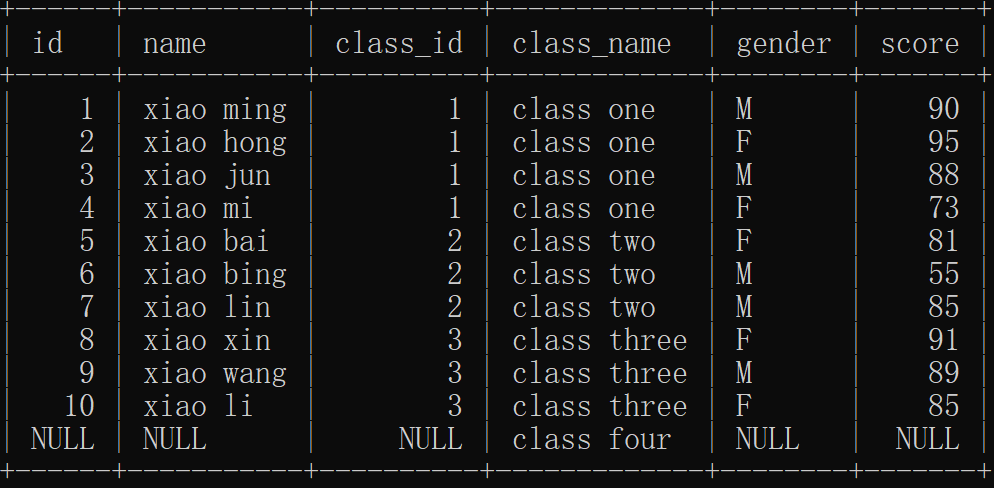 +------+-----------+----------+-------------+--------+-------+
| id | name | class_id | class_name | gender | score |
+------+-----------+----------+-------------+--------+-------+
| 1 | xiao ming | 1 | class one | M | 90 |
| 2 | xiao hong | 1 | class one | F | 95 |
| 3 | xiao jun | 1 | class one | M | 88 |
| 4 | xiao mi | 1 | class one | F | 73 |
| 5 | xiao bai | 2 | class two | F | 81 |
| 6 | xiao bing | 2 | class two | M | 55 |
| 7 | xiao lin | 2 | class two | M | 85 |
| 8 | xiao xin | 3 | class three | F | 91 |
| 9 | xiao wang | 3 | class three | M | 89 |
| 10 | xiao li | 3 | class three | F | 85 |
| NULL | NULL | NULL | class four | NULL | NULL |
+------+-----------+----------+-------------+--------+-------+